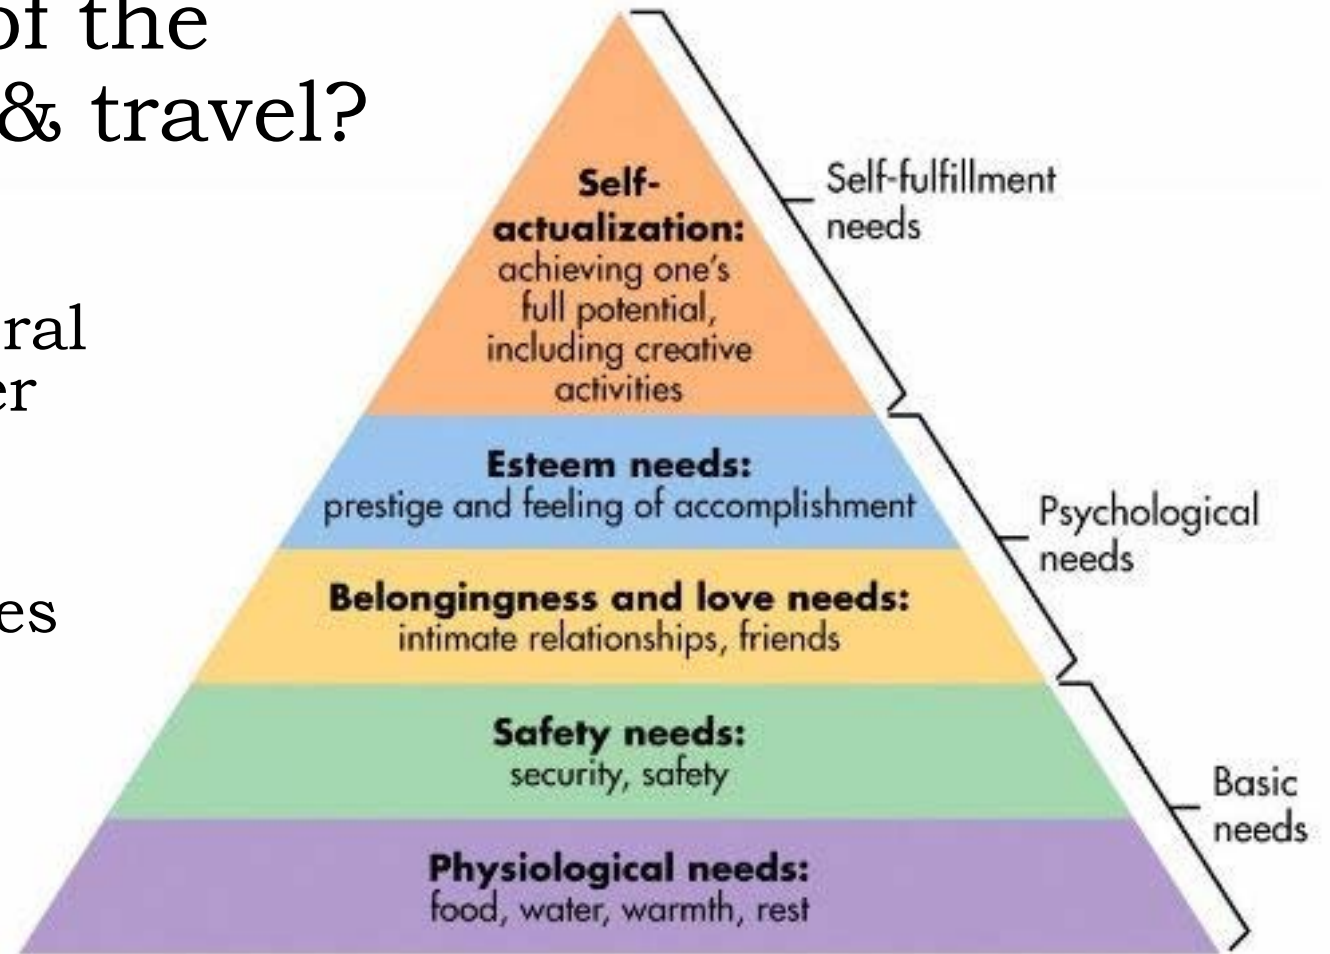 of the
& travel?
ral
er
es
Self-
actualization:
achieving one's
full potential,
including creative
activities
Esteem needs:
prestige and feeling of accomplishment
Belongingness and love needs:
intimate relationships, friends
Safety needs:
security, safety
Physiological needs:
food, water, warmth, rest
Self-fulfillment
needs
Psychological
needs
Basic
needs